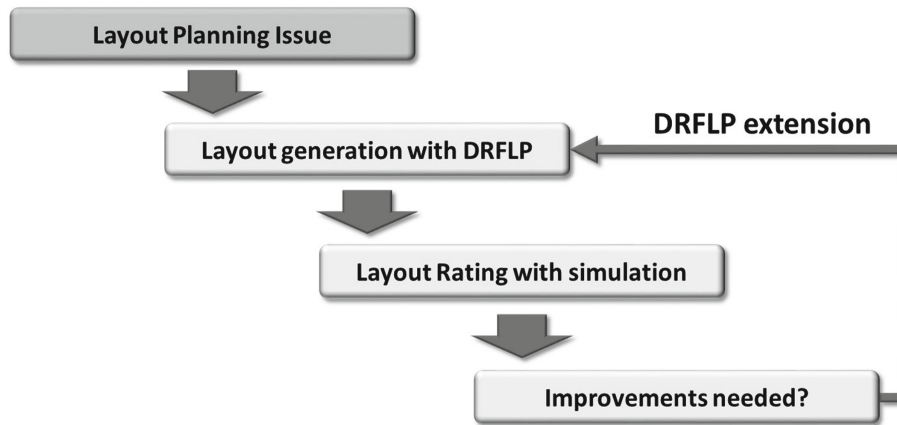 Layout Planning Issue
DRFLP extension
Layout generation with DRFLP
Layout Rating with simulation
Improvements needed?